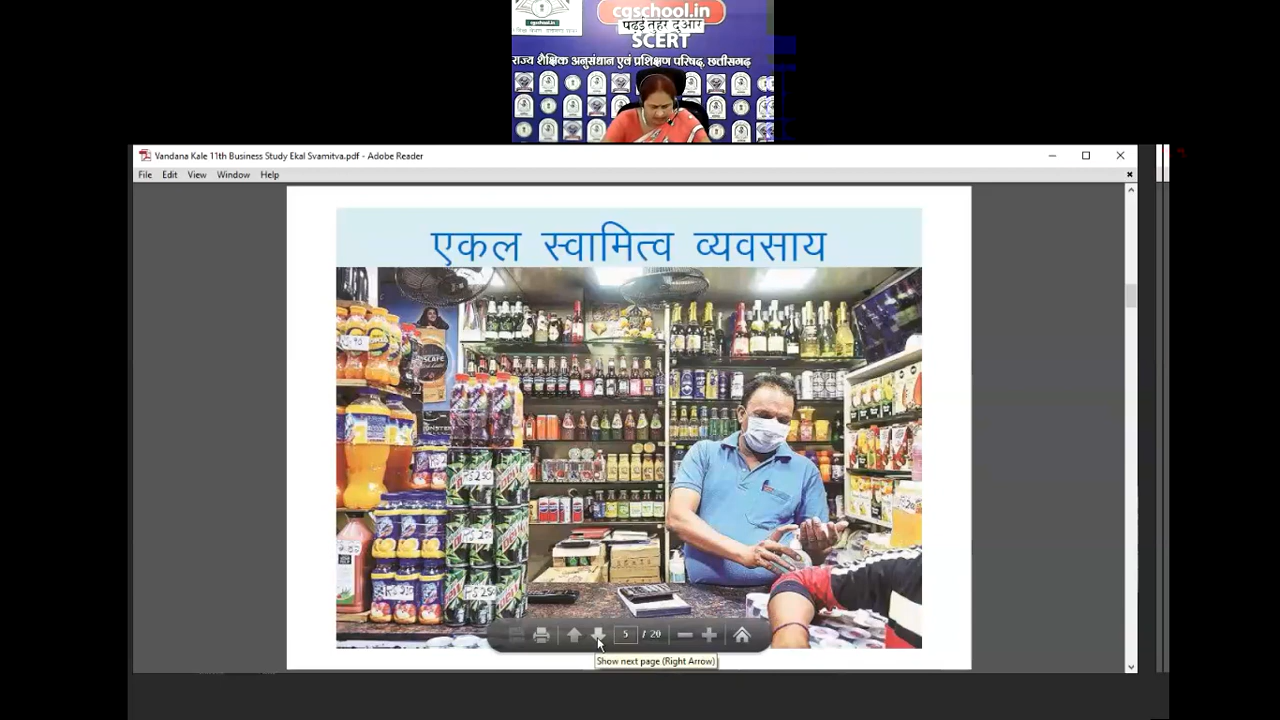 cgschool.in
पढ़ई तुंहर दुआर
SCERT
राज्य शैक्षिक अनुसंधान एवं प्रशिक्षण परिषद्, छत्तीसगढ़
Vandana Kale 11th Business Study Ekal Svamitva.pdf - Adobe Reader
File Edit View Window Help
एकल स्वामित्व व्यवसाय
NESCAFÉ
5 / 20
Show next page (Right Arrow)